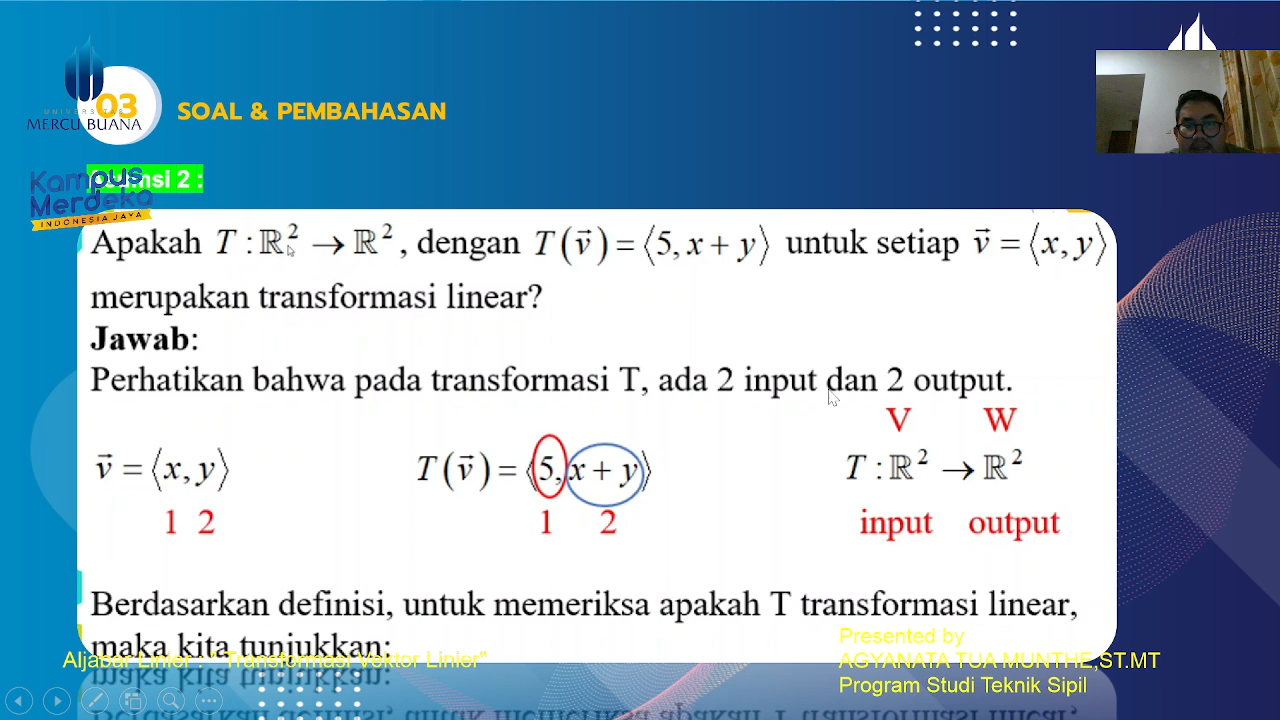 03
UNIVERSITAS
MERCU BUANA
SOAL & PEMBAHASAN
Kampus
Merdeka
INDONESIA JAYA
2 :
Apakah T : ℝ² → ℝ², dengan T(v⃗) = ⟨5, x + y⟩ untuk setiap v⃗ = ⟨x, y⟩
merupakan transformasi linear?
Jawab:
Perhatikan bahwa pada transformasi T, ada 2 input dan 2 output.
V W
v⃗ = ⟨x, y⟩ T(v⃗) = ⟨5, x + y⟩ T : ℝ² → ℝ²
1 2 1 2 input output
Berdasarkan definisi, untuk memeriksa apakah T transformasi linear,
maka kita tunjukkan:
Aljabar Linier : " Transformasi Vektor Linier"
Presented by
AGYANATA TUA MUNTHE,ST.MT
Program Studi Teknik Sipil